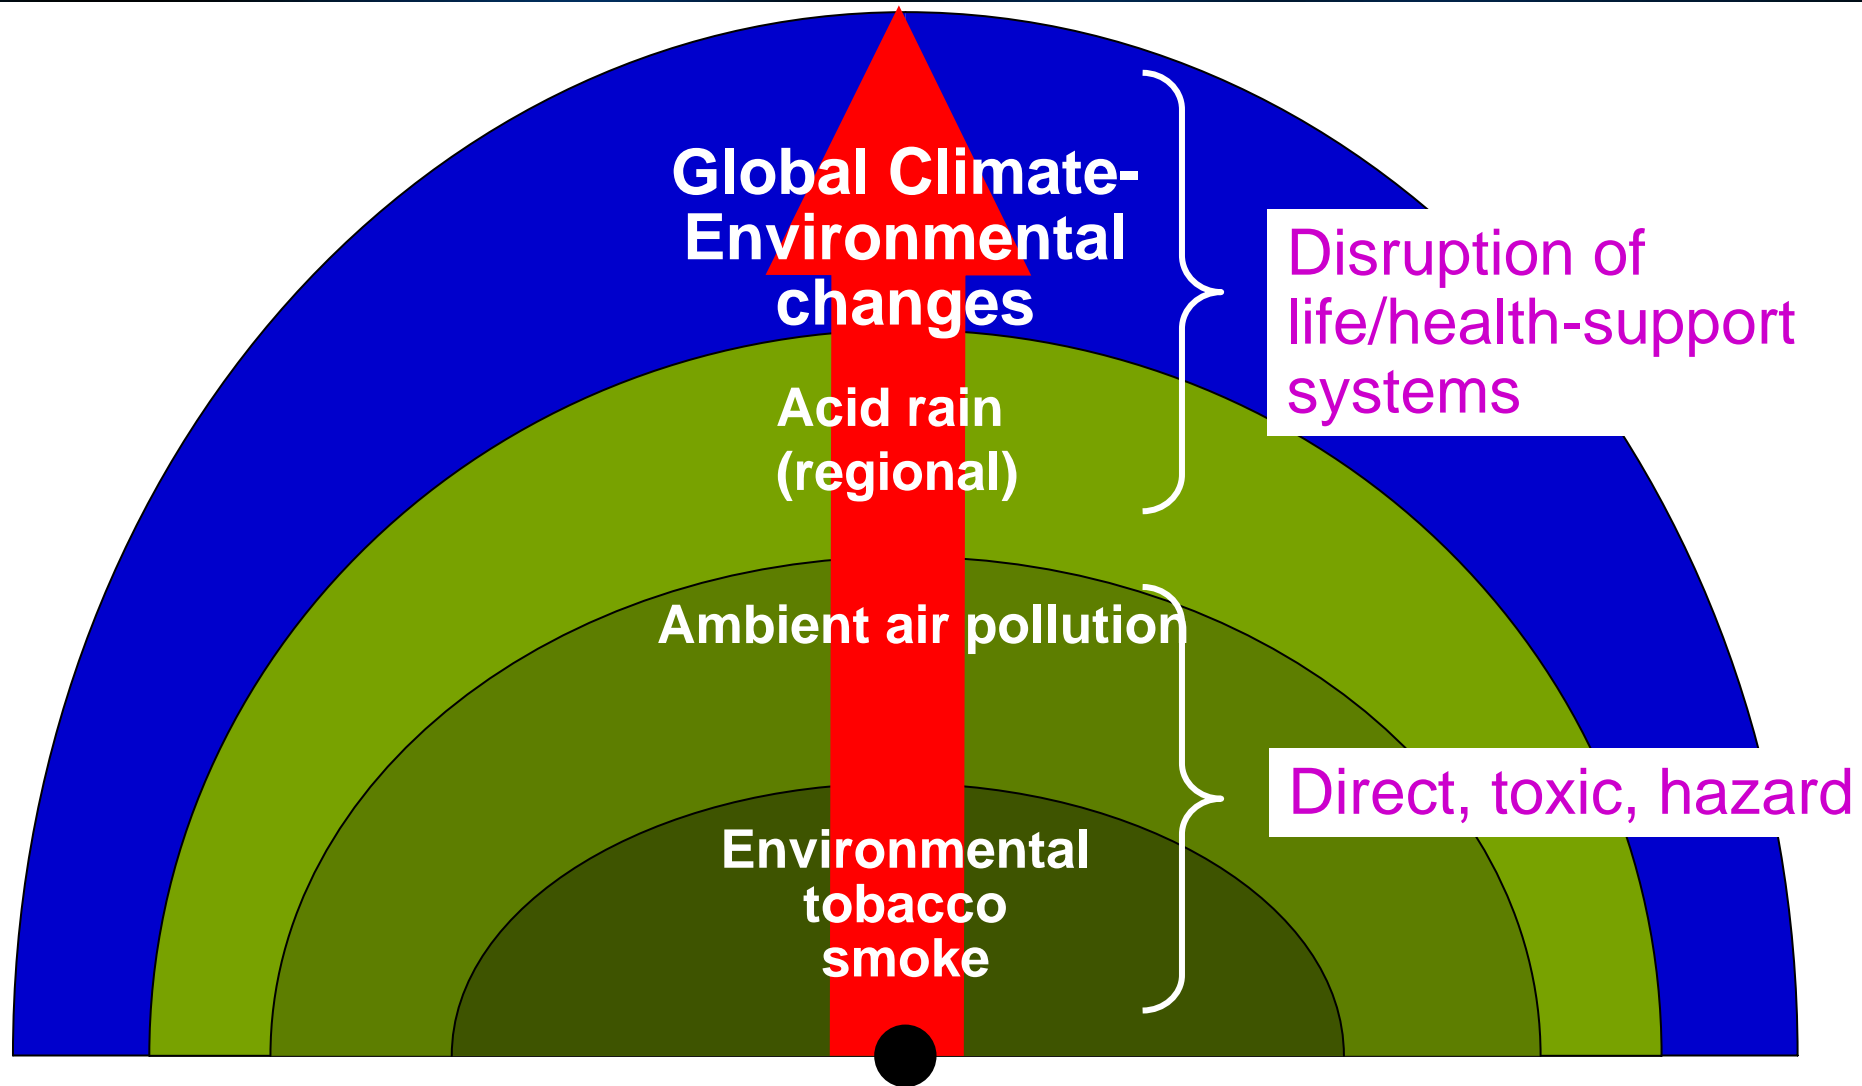 Global Climate-
Environmental
changes
Acid rain
(regional)
Ambient air pollution
Environmental
tobacco
smoke
Disruption of
life/health-support
systems
Direct, toxic, hazard